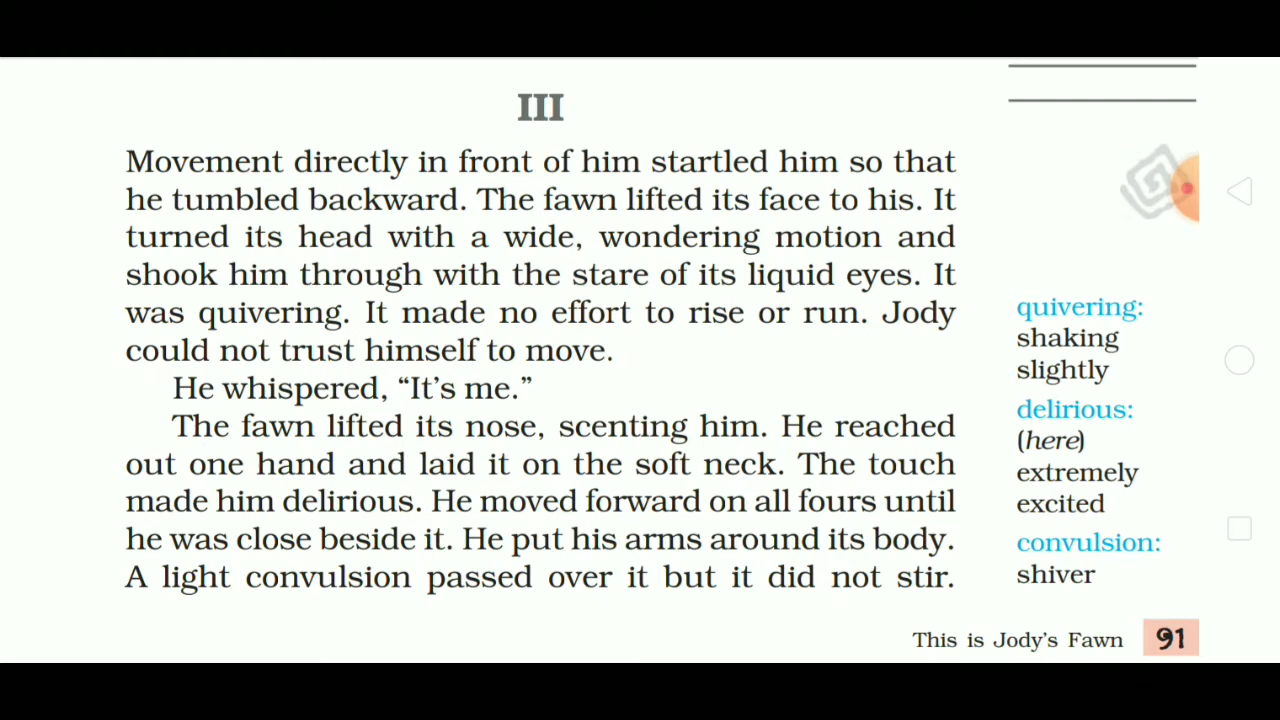 III
Movement directly in front of him startled him so that
he tumbled backward. The fawn lifted its face to his. It
turned its head with a wide, wondering motion and
shook him through with the stare of its liquid eyes. It
was quivering. It made no effort to rise or run. Jody
could not trust himself to move.
He whispered, “It’s me.”
The fawn lifted its nose, scenting him. He reached
out one hand and laid it on the soft neck. The touch
made him delirious. He moved forward on all fours until
he was close beside it. He put his arms around its body.
A light convulsion passed over it but it did not stir.
quivering:
shaking
slightly
delirious:
(here)
extremely
excited
convulsion:
shiver
This is Jody’s Fawn 91